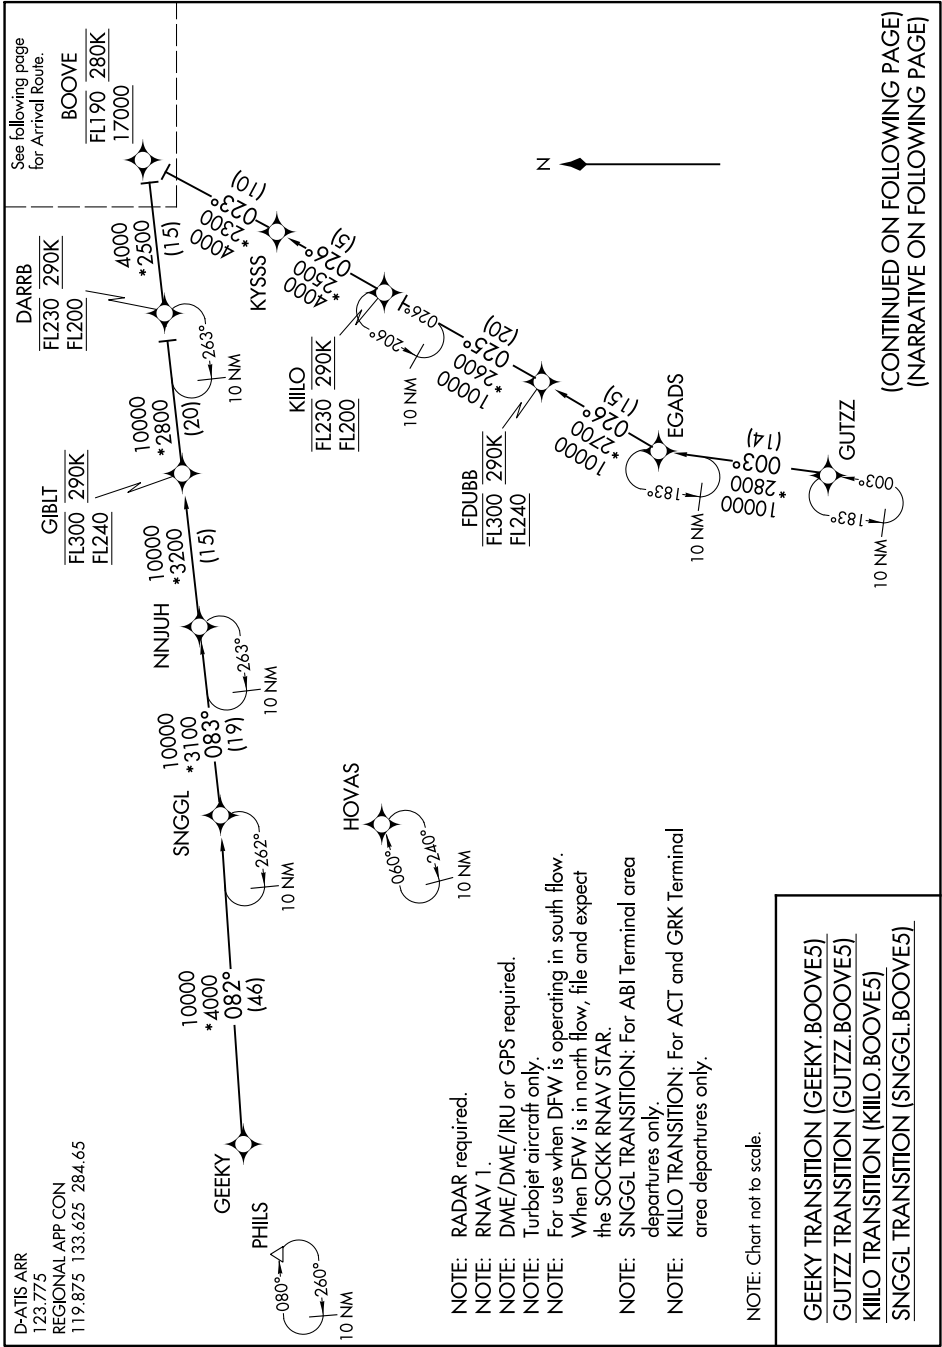 D-ATIS ARR
123.775
REGIONAL APP CON
119.875 133.625 284.65
See following page
for Arrival Route.
BOOVE
FL190 280K
17000
DARRB
FL230 290K
FL200
4000
*2500
(15)
263°
10 NM
GIBLT
FL300 290K
FL240
10000
*2800
(20)
10000
*3200
(15)
NNJUH
263°
10 NM
10000
*3100
083°
(19)
SNGGL
262°
10 NM
10000
*4000
082°
(46)
GEEKY
PHILS
080°
260°
10 NM
HOVAS
060°
240°
10 NM
4000
*2300
023°
(10)
KYSSS
4000
*2500
026°
(5)
KIILO
FL230 290K
FL200
206°
026°
10 NM
10000
*2600
025°
(20)
FDUBB
FL300 290K
FL240
10000
*2700
026°
(15)
EGADS
183°
10 NM
10000
*2800
003°
(14)
GUTZZ
003°
183°
10 NM
N
NOTE: RADAR required.
NOTE: RNAV 1.
NOTE: DME/DME/IRU or GPS required.
NOTE: Turbojet aircraft only.
NOTE: For use when DFW is operating in south flow.
When DFW is in north flow, file and expect
the SOCKK RNAV STAR.
NOTE: SNGGL TRANSITION: For ABI Terminal area
departures only.
NOTE: KILLO TRANSITION: For ACT and GRK Terminal
area departures only.
NOTE: Chart not to scale.
(CONTINUED ON FOLLOWING PAGE)
(NARRATIVE ON FOLLOWING PAGE)
GEEKY TRANSITION (GEEKY.BOOVE5)
GUTZZ TRANSITION (GUTZZ.BOOVE5)
KIILO TRANSITION (KIILO.BOOVE5)
SNGGL TRANSITION (SNGGL.BOOVE5)